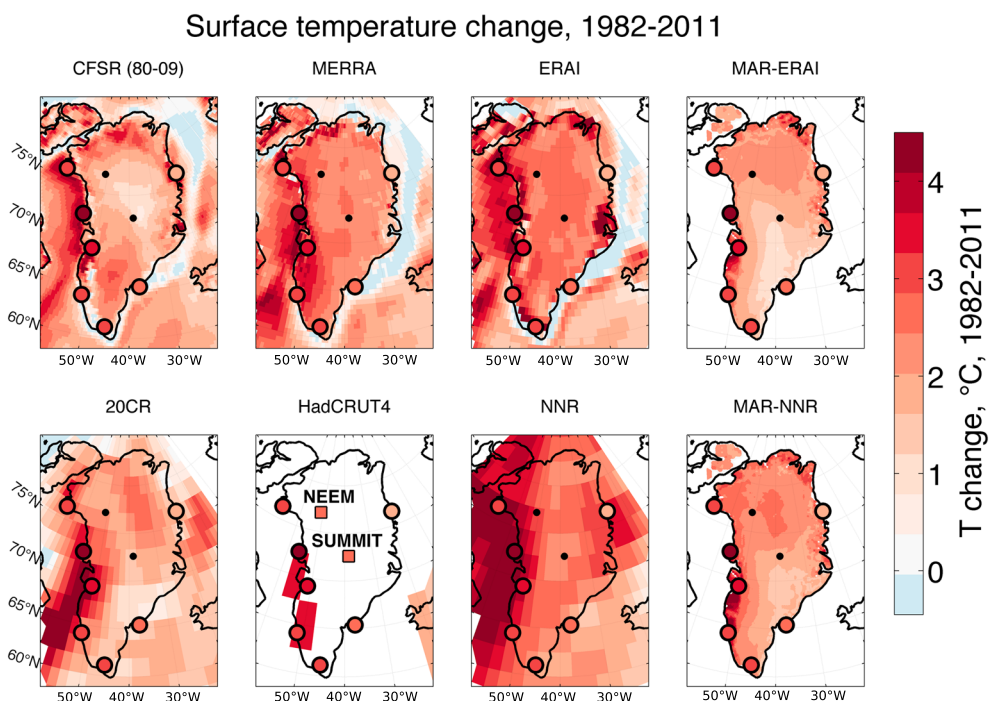 Surface temperature change, 1982-2011
CFSR (80-09)
MERRA
ERAI
MAR-ERAI
75°N
70°N
65°N
60°N
50°W 40°W 30°W
50°W 40°W 30°W
50°W 40°W 30°W
50°W 40°W 30°W
20CR
HadCRUT4
NNR
MAR-NNR
75°N
70°N
65°N
60°N
NEEM
SUMMIT
50°W 40°W 30°W
50°W 40°W 30°W
50°W 40°W 30°W
50°W 40°W 30°W
4
3
2
1
0
T change, °C, 1982-2011